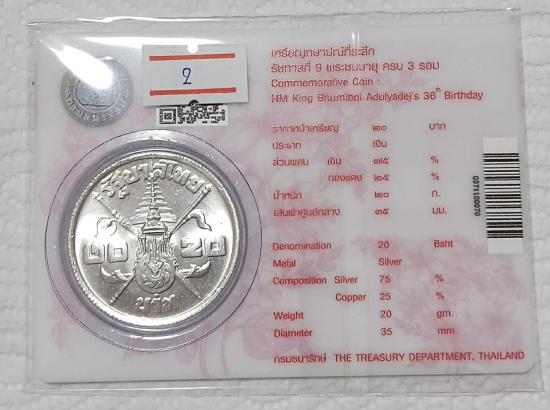 2
เหรียญกษาปณ์ที่ระลึก
รัชกาลที่ 9 พระชนมายุ ครบ 3 รอบ
Commemorative Coin :
HM King Bhumibol Adulyadej's 36th Birthday
ราคาหน้าเหรียญ ๒๐ บาท
ประเภท เงิน
ส่วนผสม เงิน ๗๕ %
ทองแดง ๒๕ %
น้ำหนัก ๒๐ ก.
เส้นผ่าศูนย์กลาง ๓๕ มม.
Denomination 20 Baht
Metal Silver
Composition Silver 75 %
Copper 25 %
Weight 20 gm.
Diameter 35 mm.
กรมธนารักษ์ THE TREASURY DEPARTMENT, THAILAND
รัฐบาลไทย
๒๐ ๒๐
บาท
0371109070